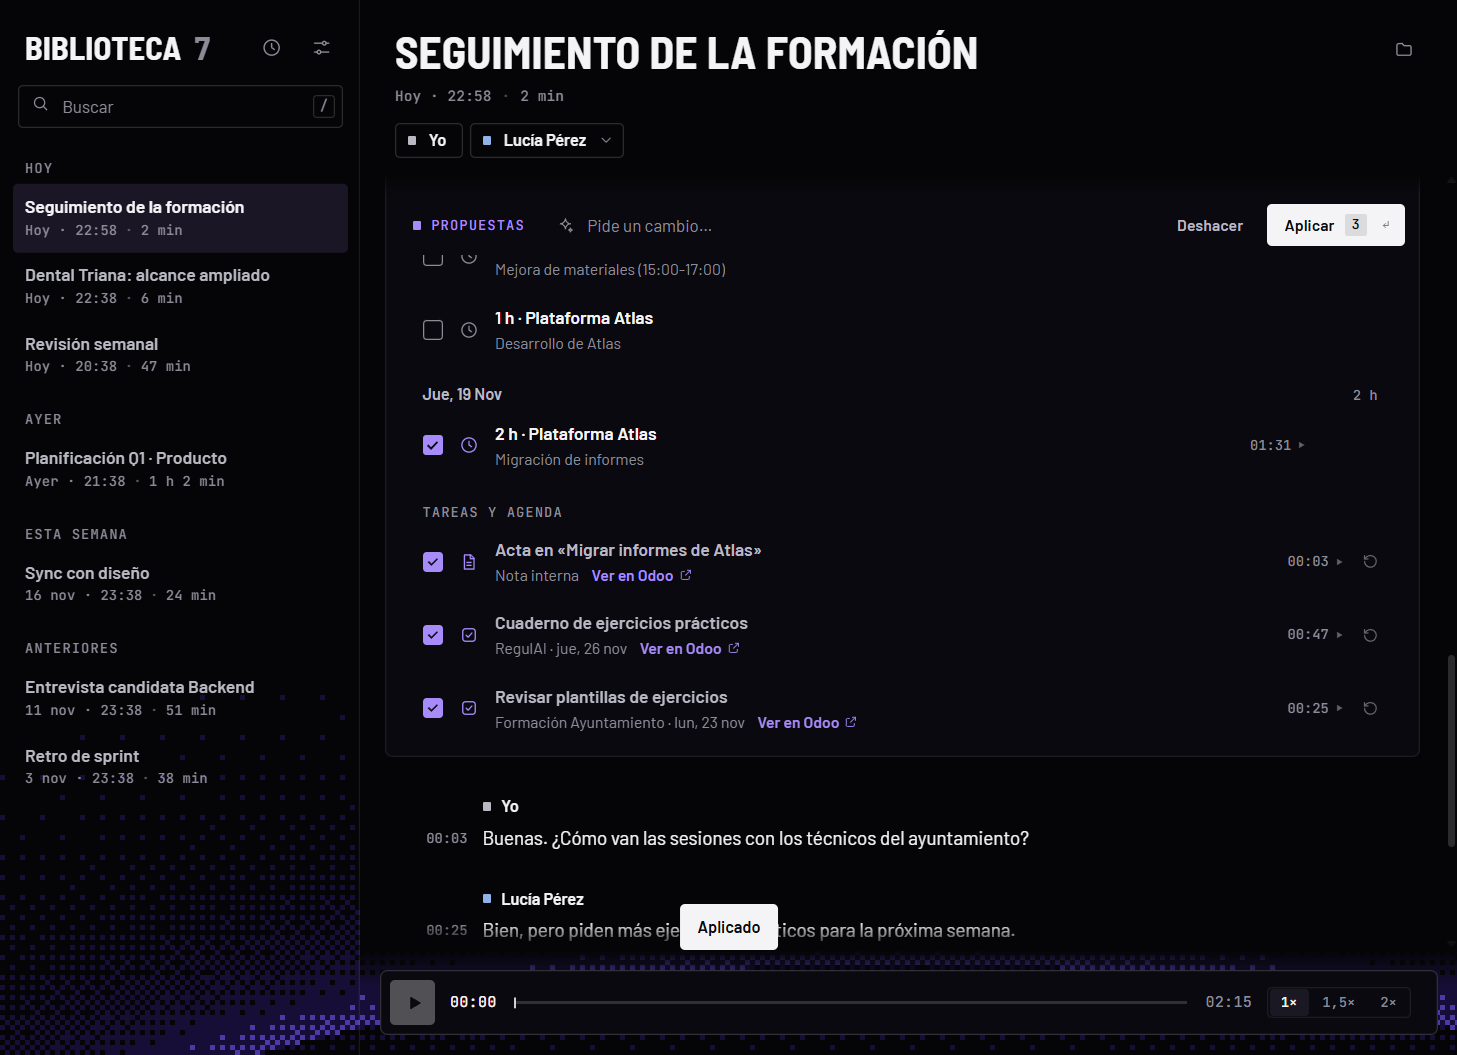 BIBLIOTECA 7
Buscar /
HOY
Seguimiento de la formación
Hoy · 22:58 · 2 min
Dental Triana: alcance ampliado
Hoy · 22:38 · 6 min
Revisión semanal
Hoy · 20:38 · 47 min
AYER
Planificación Q1 · Producto
Ayer · 21:38 · 1 h 2 min
ESTA SEMANA
Sync con diseño
16 nov · 23:38 · 24 min
ANTERIORES
Entrevista candidata Backend
11 nov · 23:38 · 51 min
Retro de sprint
3 nov · 23:38 · 38 min
SEGUIMIENTO DE LA FORMACIÓN
Hoy · 22:58 · 2 min
Yo
Lucía Pérez
PROPUESTAS
Pide un cambio...
Deshacer
Aplicar 3
Mejora de materiales (15:00-17:00)
1 h · Plataforma Atlas
Desarrollo de Atlas
Jue, 19 Nov 2 h
2 h · Plataforma Atlas
01:31
Migración de informes
TAREAS Y AGENDA
Acta en «Migrar informes de Atlas»
00:03
Nota interna Ver en Odoo
Cuaderno de ejercicios prácticos
00:47
RegulAI · jue, 26 nov Ver en Odoo
Revisar plantillas de ejercicios
00:25
Formación Ayuntamiento · lun, 23 nov Ver en Odoo
Yo
00:03 Buenas. ¿Cómo van las sesiones con los técnicos del ayuntamiento?
Lucía Pérez
00:25 Bien, pero piden más eje ticos para la próxima semana.
Aplicado
00:00 02:15 1× 1,5× 2×